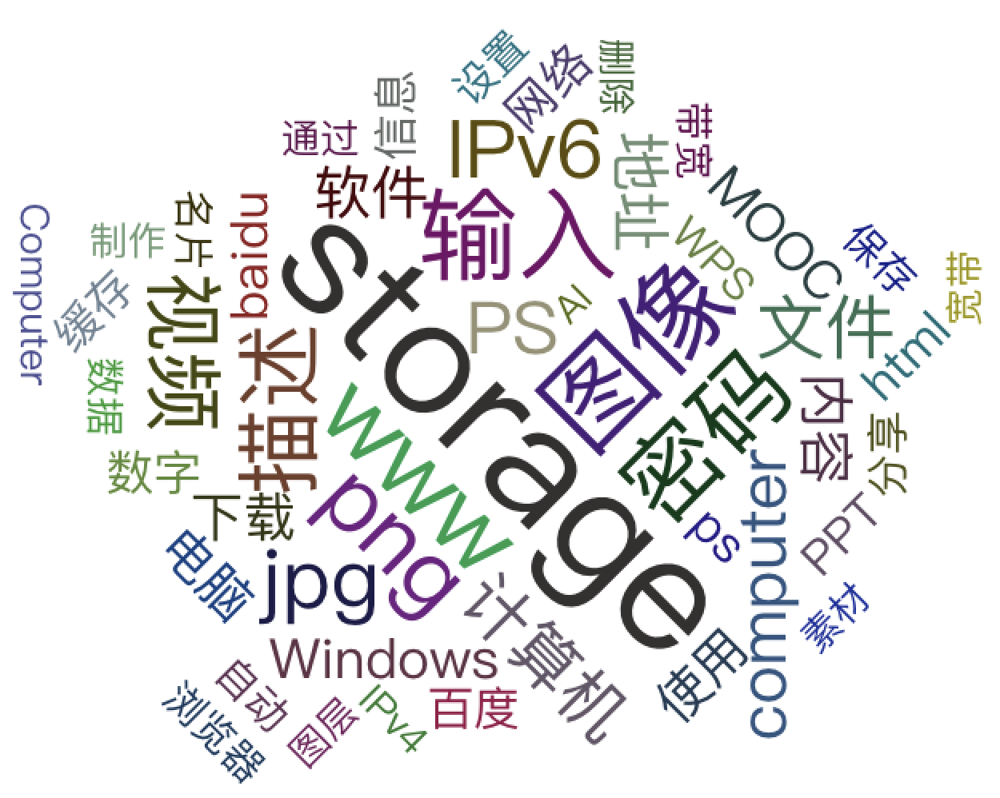 设置
网络
删除
信息
通过
IPv6
带宽
地址
软件
输入
MOOC
名片
baidu
Computer
制作
storage
WPS
保存
宽带
缓存
视频
PS
AI
图像
文件
html
描述
数据
www
密码
内容
分享
数字
下载
png
ps
computer
PPT
电脑
jpg
计算机
素材
Windows
使用
自动
浏览器
图层
IPv4
百度